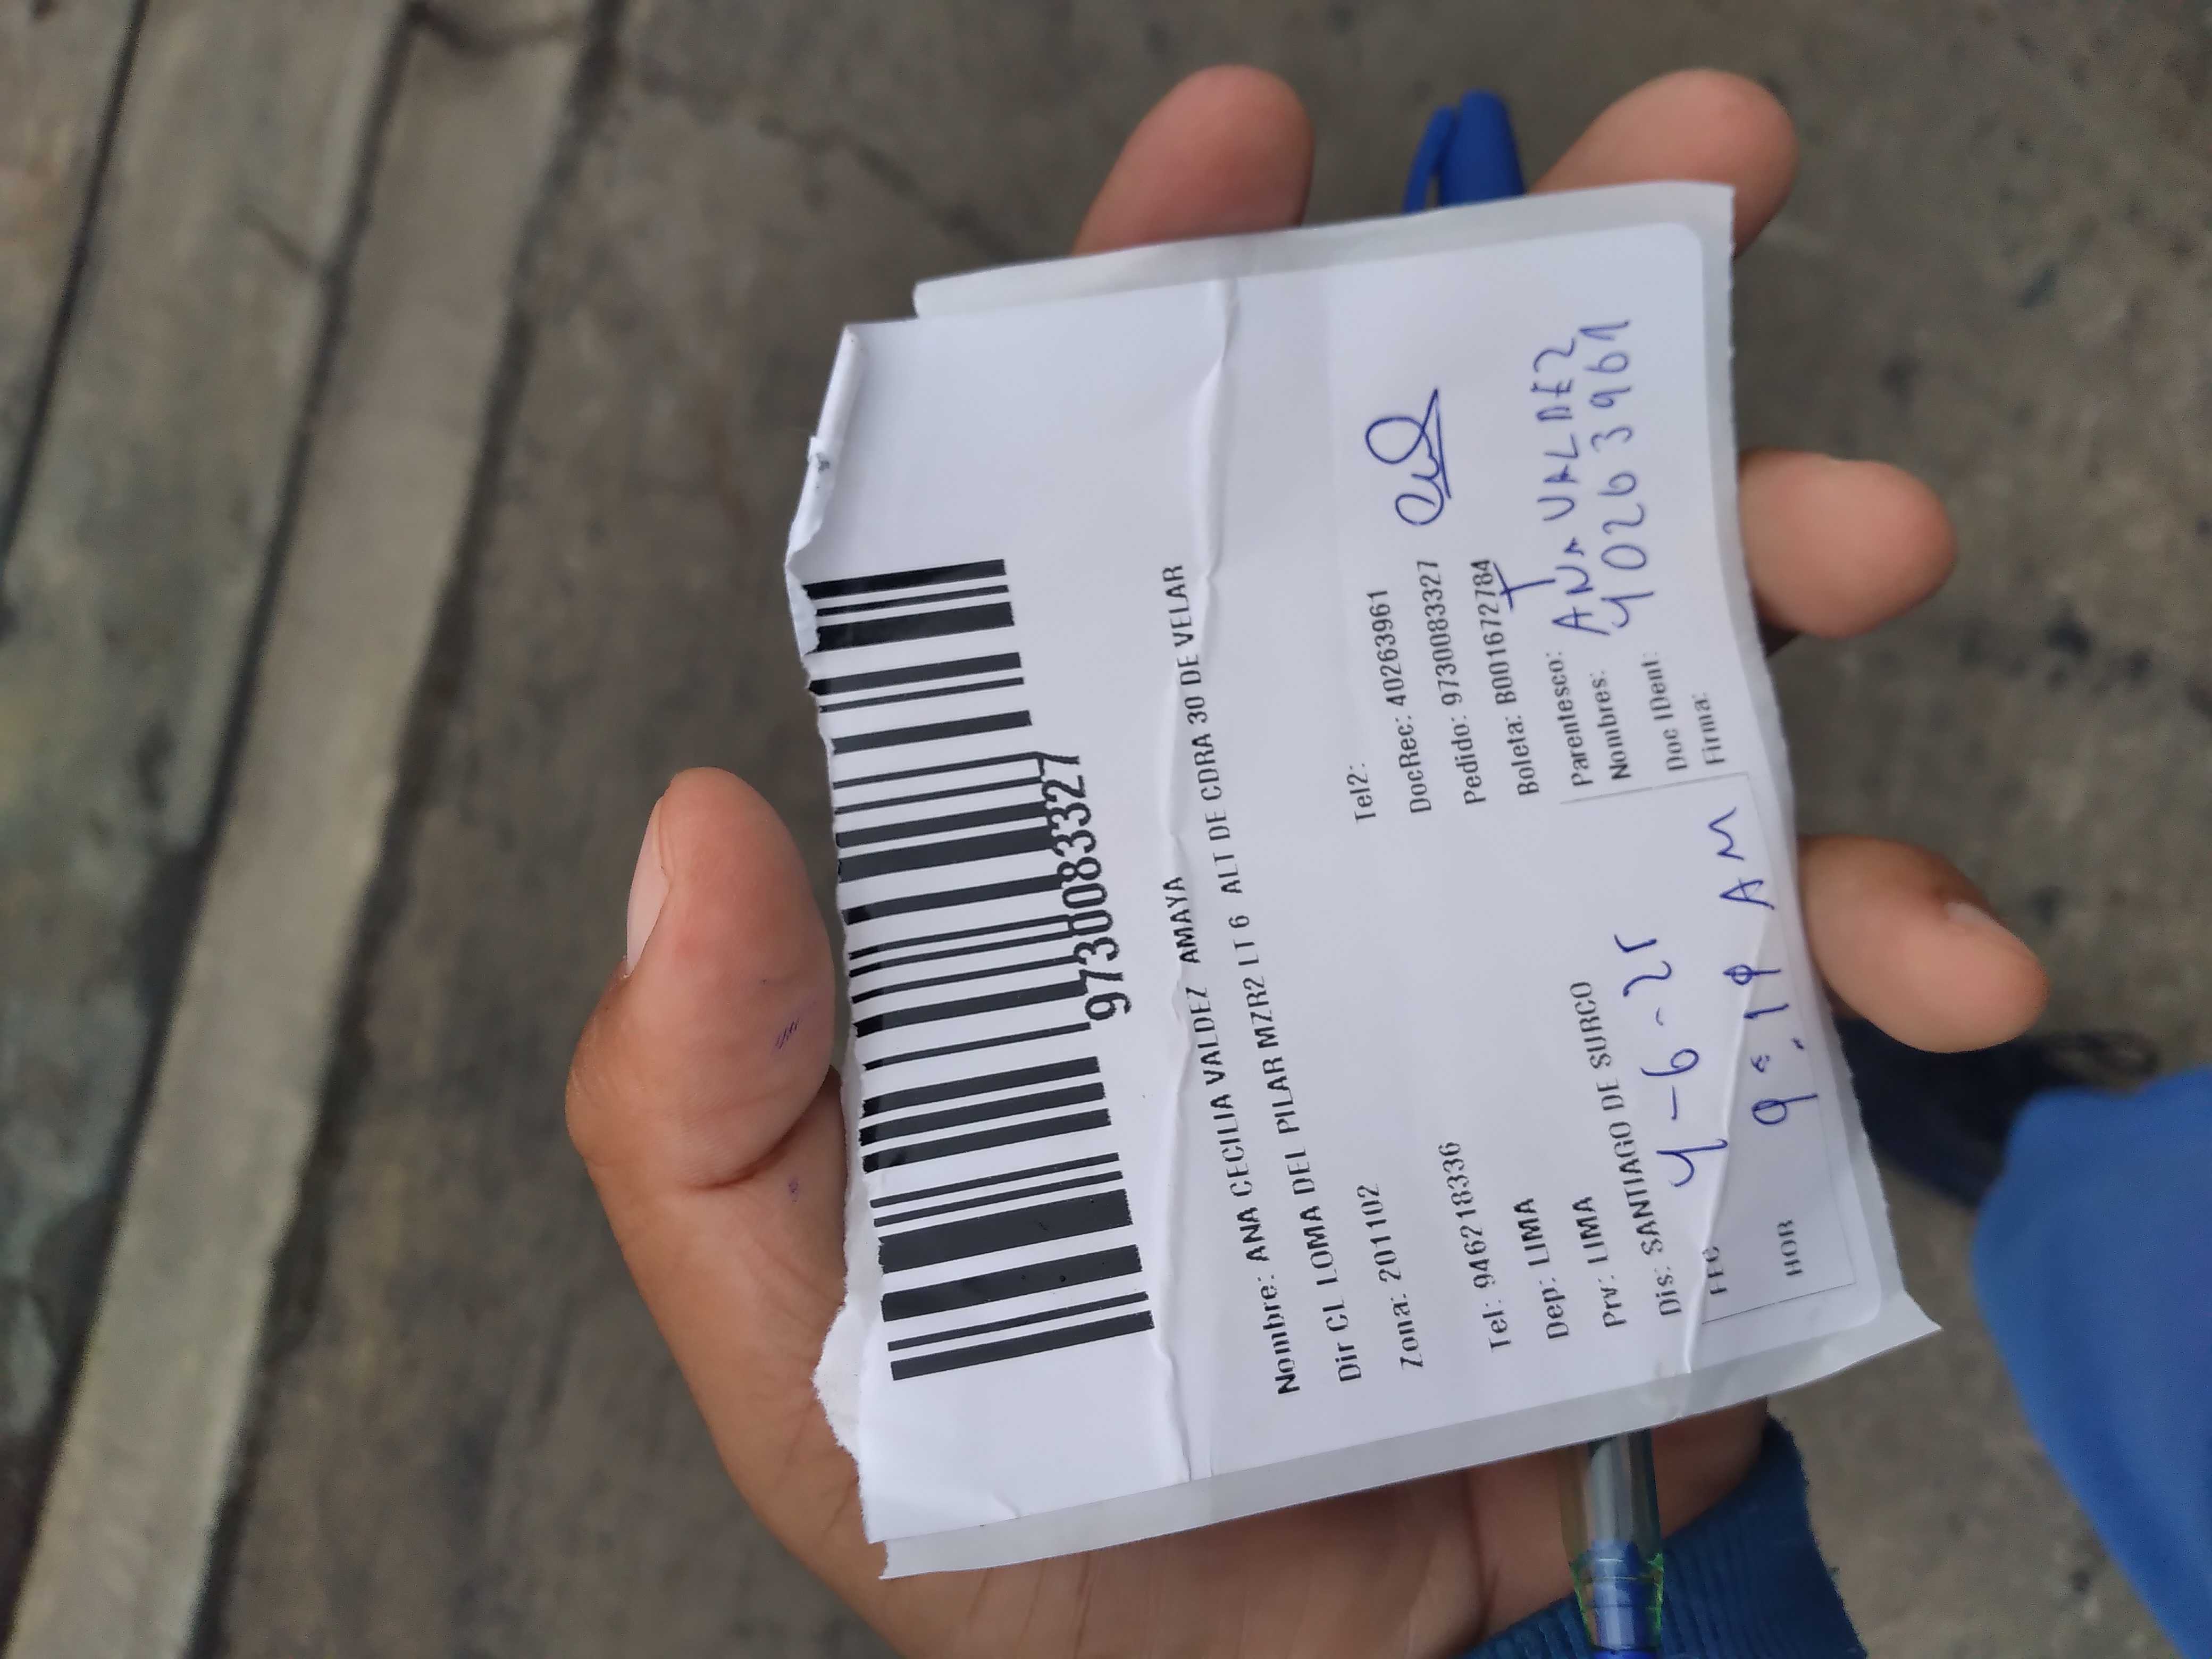 9730083327
Nombre: ANA CECILIA VALDEZ AMAYA
Dir CL LOMA DEL PILAR MZR2 LT 6 ALT DE CDRA 30 DE VELAR
Zona: 201102
Tel: 946218336
Tel2:
Dep: LIMA
DocRec: 40263961
Prv: LIMA
Pedido: 9730083327
Dis: SANTIAGO DE SURCO
Boleta: B001672784
FEC 4-6-25
Parentesco: T
Nombres: ANA VALDEZ
HOR 9:19 AM
Doc IDent: 40263961
Firma: